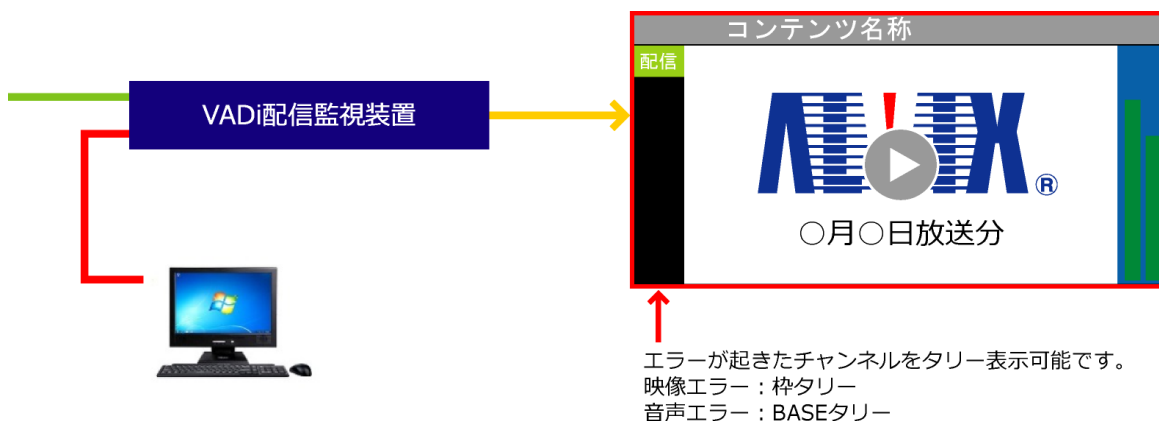 コンテンツ名称
配信
VADi配信監視装置
®
○月○日放送分
エラーが起きたチャンネルをタリー表示可能です。
映像エラー：枠タリー
音声エラー：BASEタリー